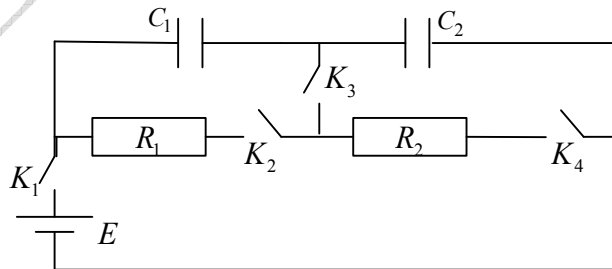 C₁ C₂
K₃
R₁ K₂ R₂ K₄
K₁
E